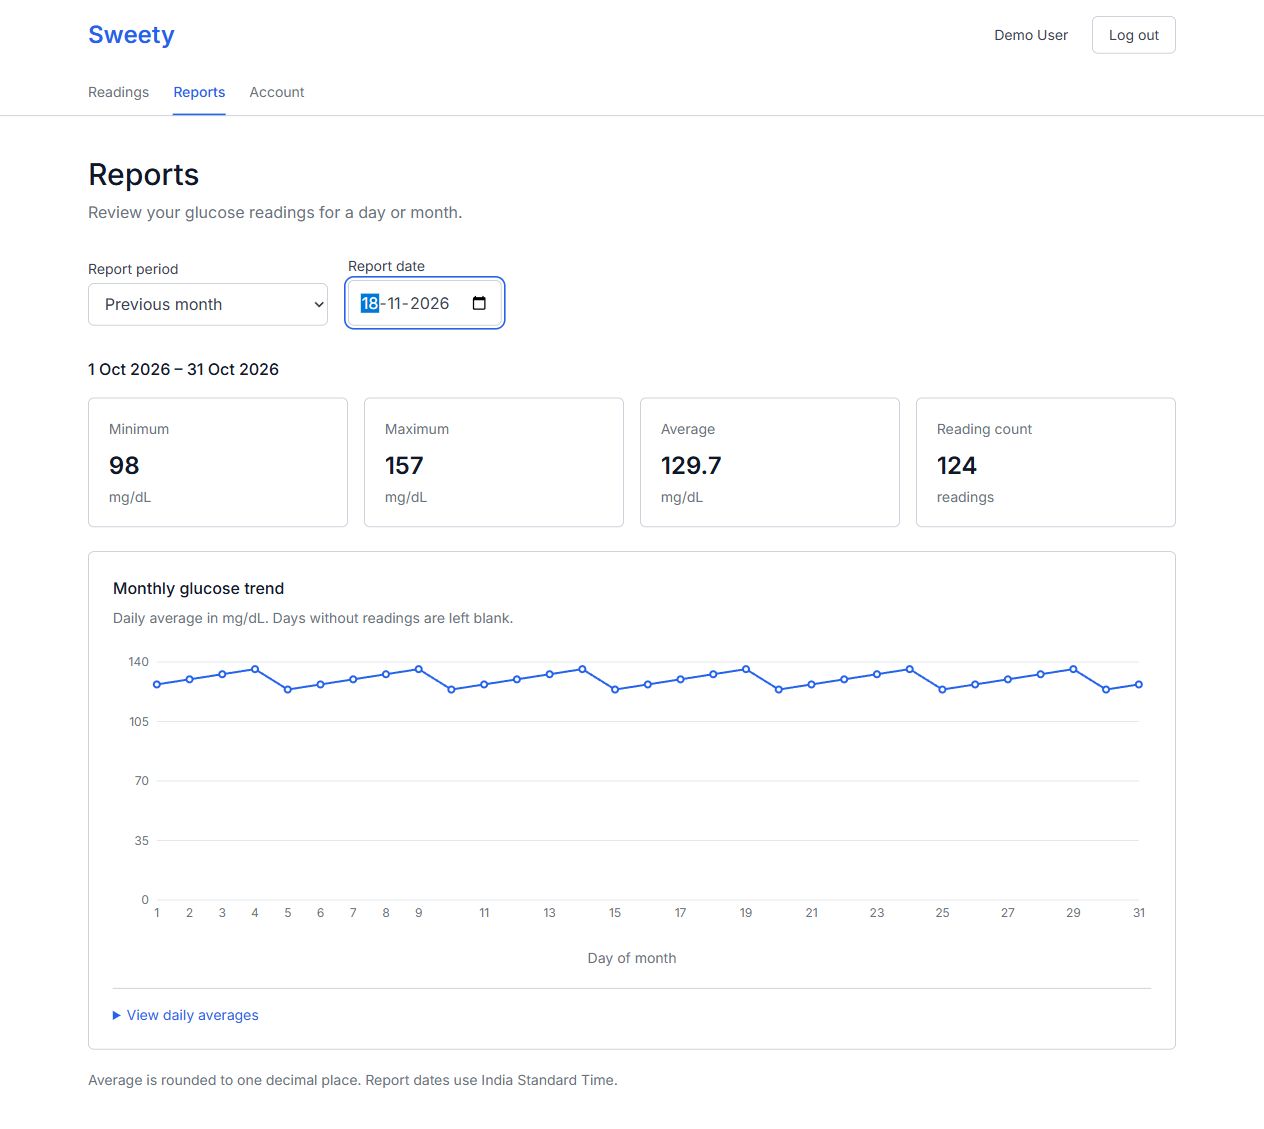 Sweety
Demo User
Log out
Readings Reports Account
Reports
Review your glucose readings for a day or month.
Report period
Previous month
Report date
18-11-2026
1 Oct 2026 – 31 Oct 2026
Minimum
98
mg/dL
Maximum
157
mg/dL
Average
129.7
mg/dL
Reading count
124
readings
Monthly glucose trend
Daily average in mg/dL. Days without readings are left blank.
140
105
70
35
0
1 2 3 4 5 6 7 8 9 11 13 15 17 19 21 23 25 27 29 31
Day of month
View daily averages
Average is rounded to one decimal place. Report dates use India Standard Time.